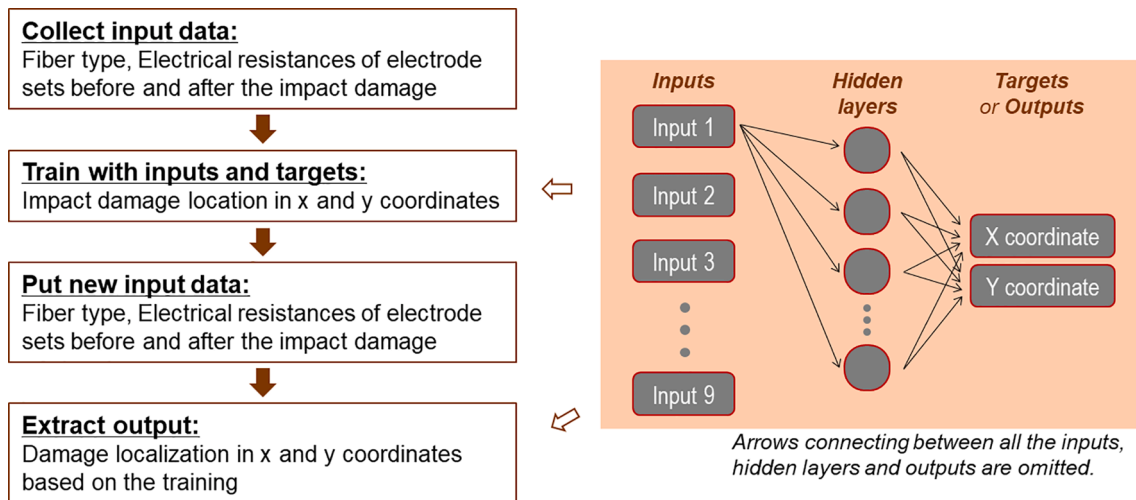 Collect input data:
Fiber type, Electrical resistances of electrode
sets before and after the impact damage
Train with inputs and targets:
Impact damage location in x and y coordinates
Put new input data:
Fiber type, Electrical resistances of electrode
sets before and after the impact damage
Extract output:
Damage localization in x and y coordinates
based on the training
Inputs
Hidden
layers
Targets
or Outputs
Input 1
Input 2
Input 3
Input 9
X coordinate
Y coordinate
Arrows connecting between all the inputs,
hidden layers and outputs are omitted.